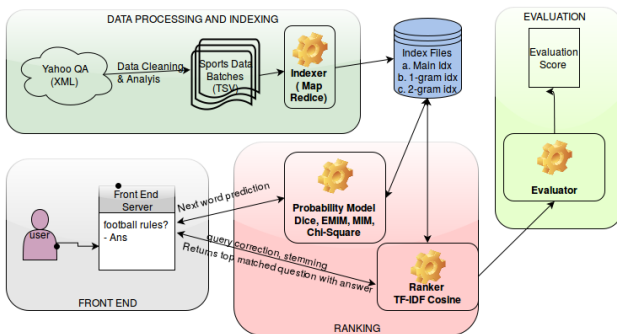 DATA PROCESSING AND INDEXING
Yahoo QA
(XML)
Data Cleaning
& Analyis
Sports Data
Batches
(TSV)
Indexer
( Map
Redice)
Index Files
a. Main Idx
b. 1-gram idx
c. 2-gram idx
EVALUATION
Evaluation
Score
Evaluator
user
Front End
Server
football rules?
- Ans
FRONT END
Next word prediction
query correction, stemming
Returns top matched question with answer
Probability Model
Dice, EMIM, MIM,
Chi-Square
Ranker
TF-IDF Cosine
RANKING